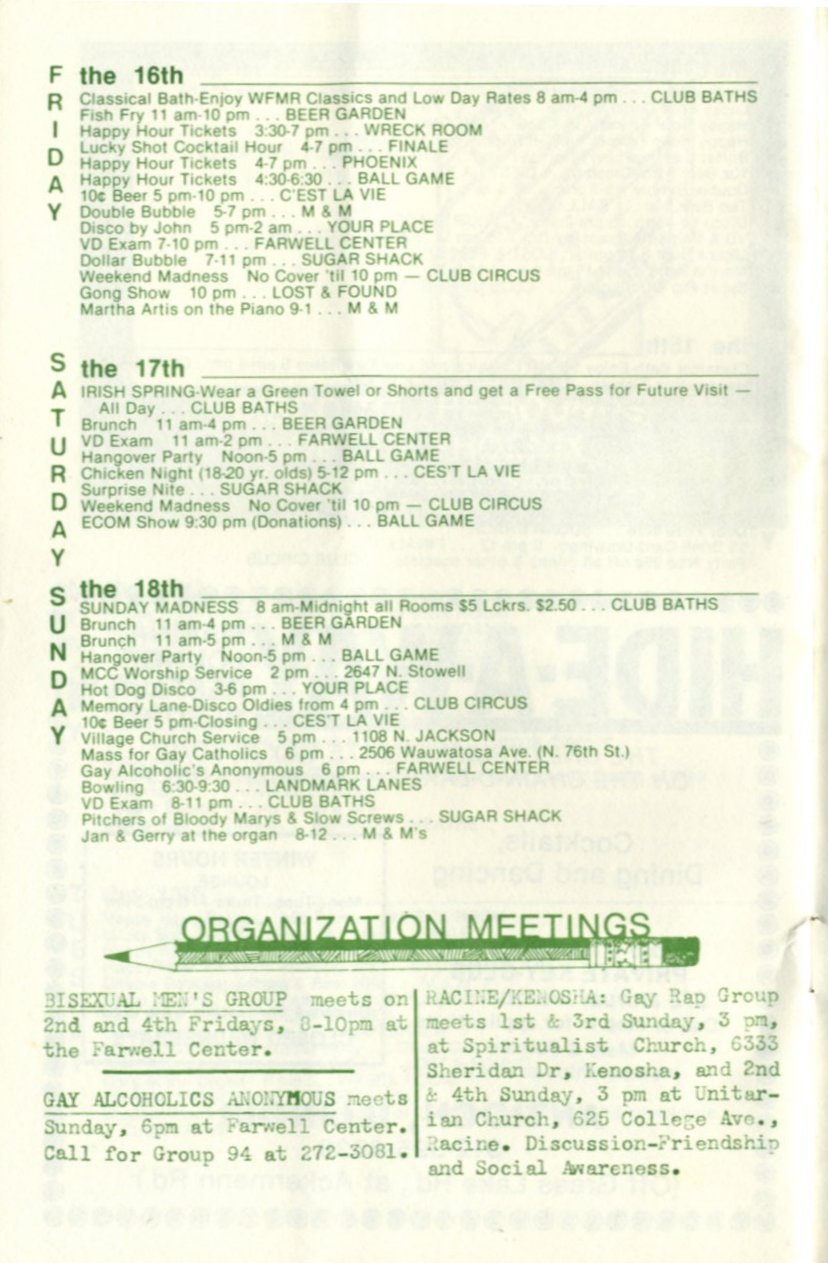 FRIDAY
the 16th
Classical Bath-Enjoy WFMR Classics and Low Day Rates 8 am-4 pm . . . CLUB BATHS
Fish Fry 11 am-10 pm . . . BEER GARDEN
Happy Hour Tickets 3:30-7 pm . . . WRECK ROOM
Lucky Shot Cocktail Hour 4-7 pm . . . FINALE
Happy Hour Tickets 4-7 pm . . . PHOENIX
Happy Hour Tickets 4:30-6:30 . . . BALL GAME
10¢ Beer 5 pm-10 pm . . . C'EST LA VIE
Double Bubble 5-7 pm . . . M & M
Disco by John 5 pm-2 am . . . YOUR PLACE
VD Exam 7-10 pm . . . FARWELL CENTER
Dollar Bubble 7-11 pm . . . SUGAR SHACK
Weekend Madness No Cover 'til 10 pm — CLUB CIRCUS
Gong Show 10 pm . . . LOST & FOUND
Martha Artis on the Piano 9-1 . . . M & M
SATURDAY
the 17th
IRISH SPRING-Wear a Green Towel or Shorts and get a Free Pass for Future Visit —
All Day . . . CLUB BATHS
Brunch 11 am-4 pm . . . BEER GARDEN
VD Exam 11 am-2 pm . . . FARWELL CENTER
Hangover Party Noon-5 pm . . . BALL GAME
Chicken Night (18-20 yr. olds) 5-12 pm . . . CES'T LA VIE
Surprise Nite . . . SUGAR SHACK
Weekend Madness No Cover 'til 10 pm — CLUB CIRCUS
ECOM Show 9:30 pm (Donations) . . . BALL GAME
SUNDAY
the 18th
SUNDAY MADNESS 8 am-Midnight all Rooms $5 Lckrs. $2.50 . . . CLUB BATHS
Brunch 11 am-4 pm . . . BEER GARDEN
Brunch 11 am-5 pm . . . M & M
Hangover Party Noon-5 pm . . . BALL GAME
MCC Worship Service 2 pm . . . 2647 N. Stowell
Hot Dog Disco 3-6 pm . . . YOUR PLACE
Memory Lane-Disco Oldies from 4 pm . . . CLUB CIRCUS
10¢ Beer 5 pm-Closing . . . CES'T LA VIE
Village Church Service 5 pm . . . 1108 N. JACKSON
Mass for Gay Catholics 6 pm . . . 2506 Wauwatosa Ave. (N. 76th St.)
Gay Alcoholic's Anonymous 6 pm . . . FARWELL CENTER
Bowling 6:30-9:30 . . . LANDMARK LANES
VD Exam 8-11 pm . . . CLUB BATHS
Pitchers of Bloody Marys & Slow Screws . . . SUGAR SHACK
Jan & Gerry at the organ 8-12 . . . M & M's
ORGANIZATION MEETINGS
BISEXUAL MEN'S GROUP meets on
2nd and 4th Fridays, 8-10pm at
the Farwell Center.
GAY ALCOHOLICS ANONYMOUS meets
Sunday, 6pm at Farwell Center.
Call for Group 94 at 272-3081.
RACINE/KENOSHA: Gay Rap Group
meets 1st & 3rd Sunday, 3 pm,
at Spiritualist Church, 6333
Sheridan Dr, Kenosha, and 2nd
& 4th Sunday, 3 pm at Unitar-
ian Church, 625 College Ave.,
Racine. Discussion-Friendship
and Social Awareness.